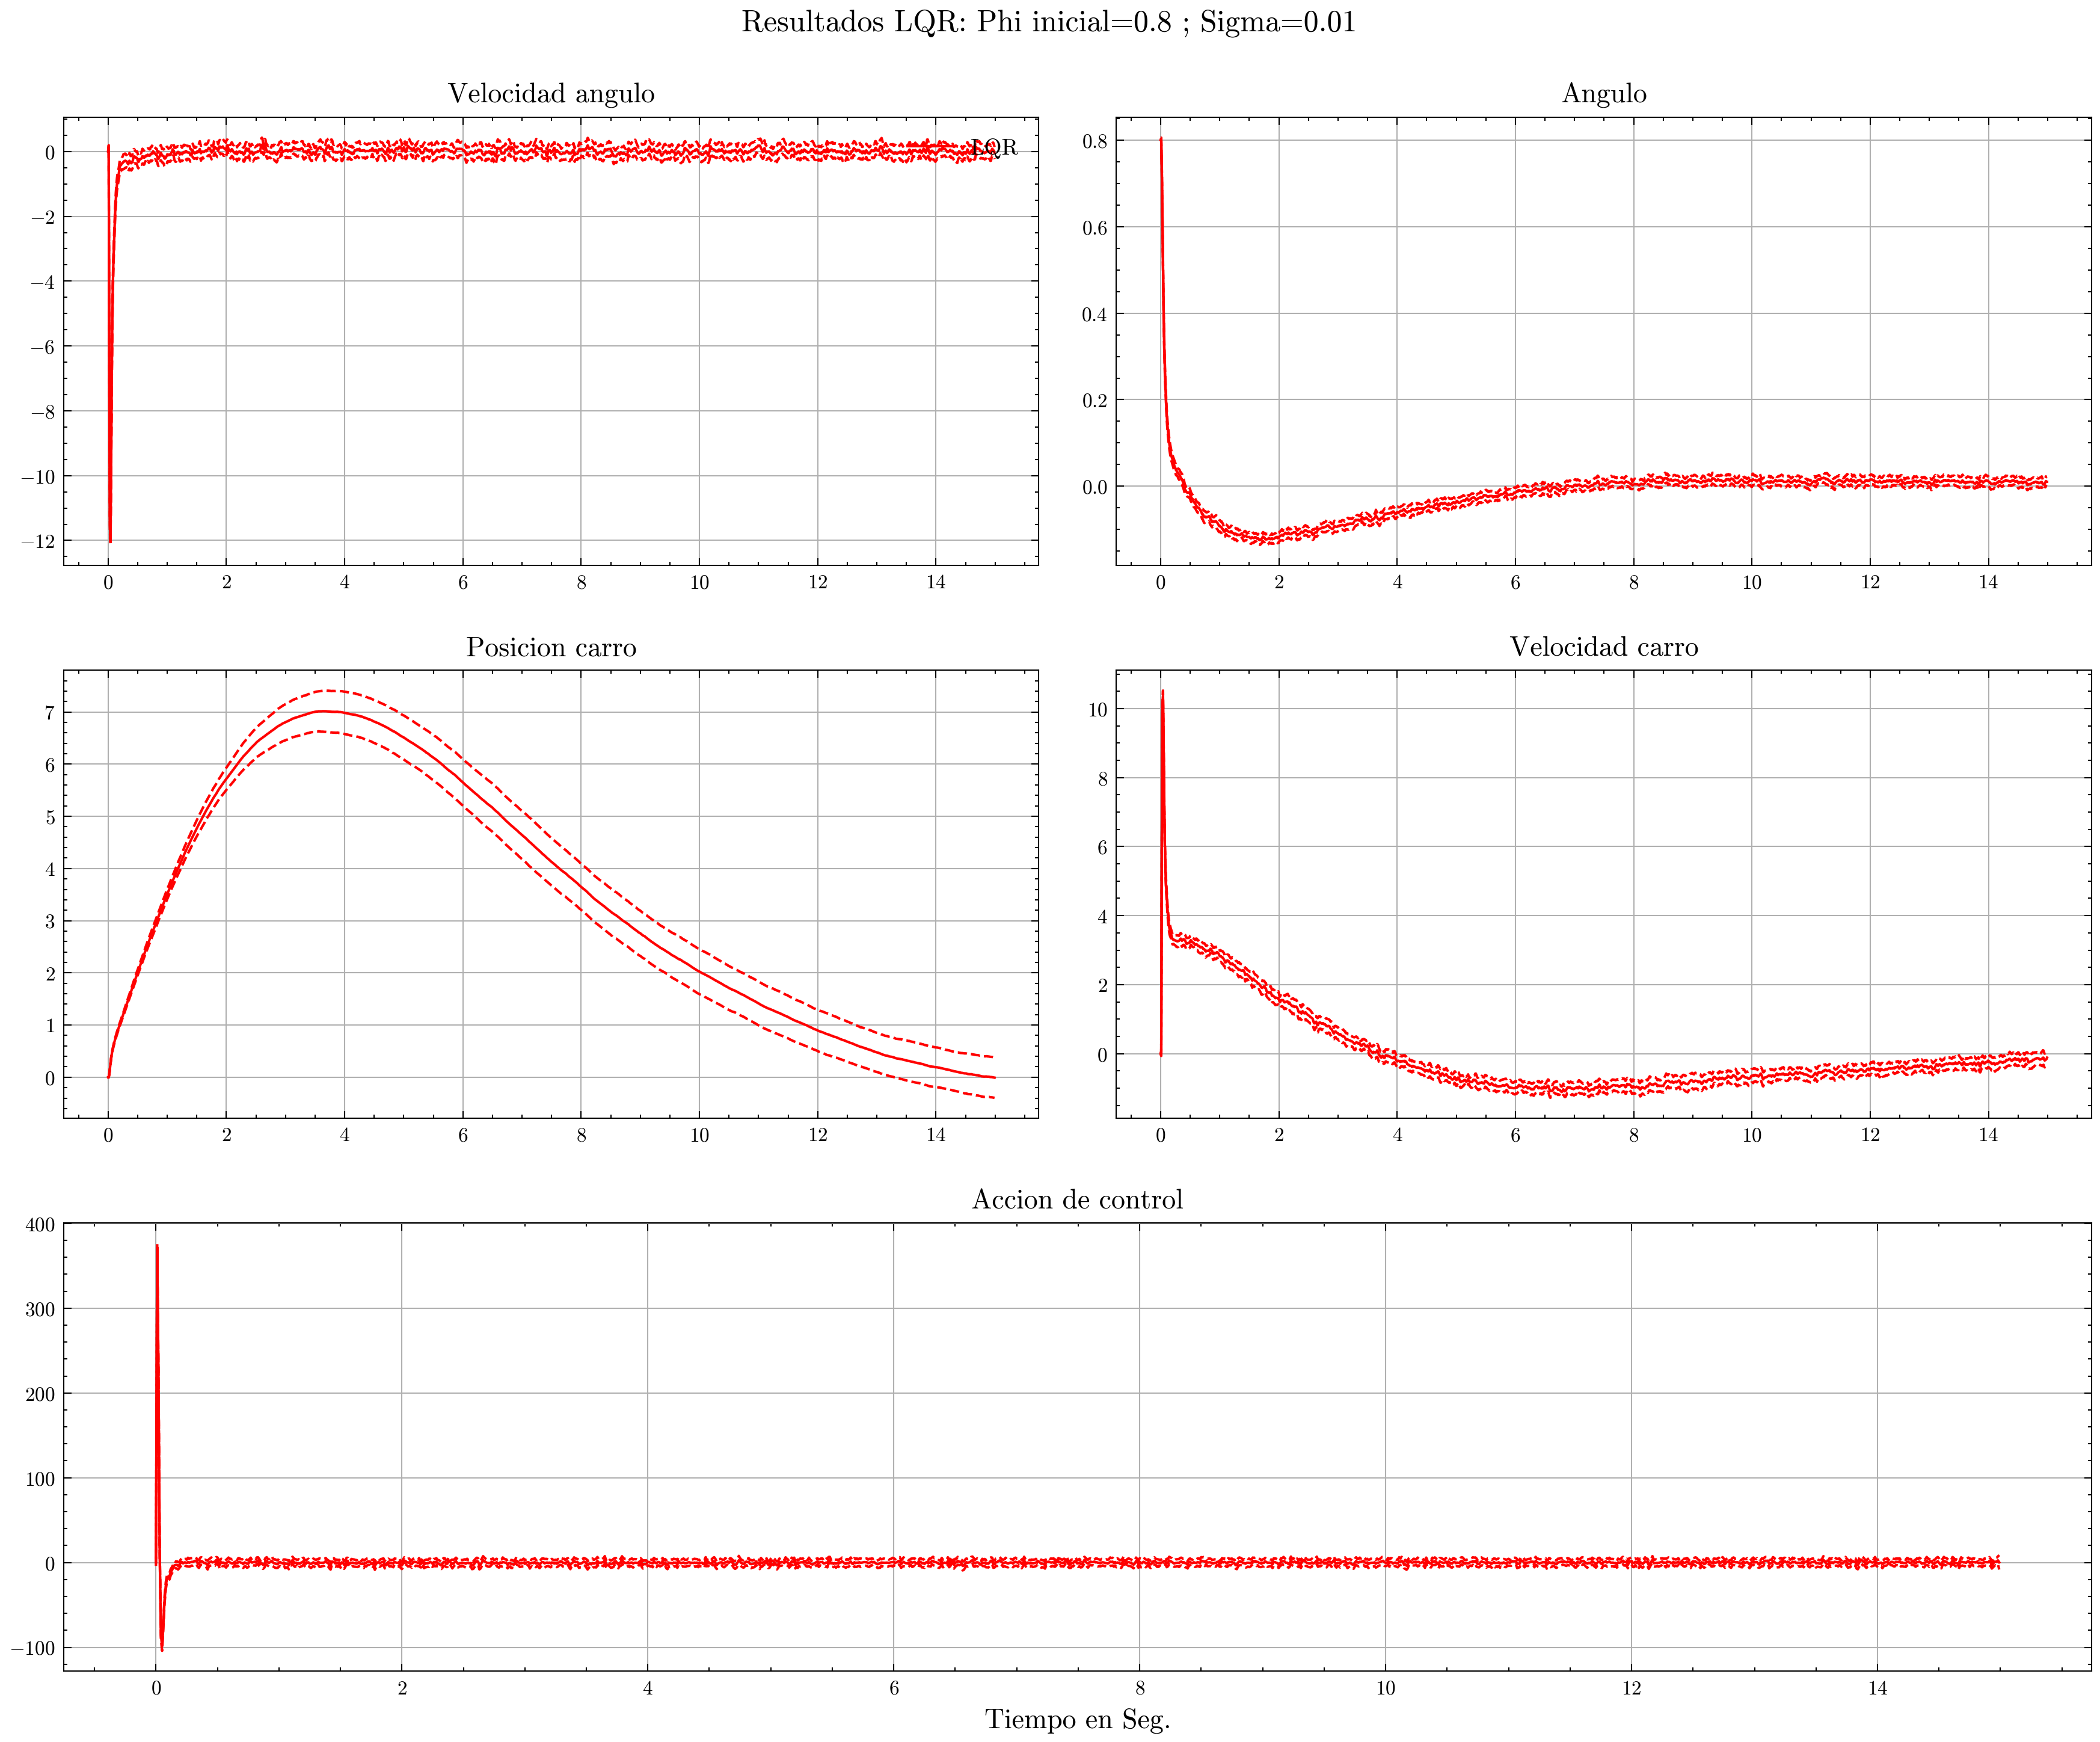 Resultados LQR: Phi inicial=0.8 ; Sigma=0.01
Velocidad angulo
0
−2
−4
−6
−8
−10
−12
0 2 4 6 8 10 12 14
LQR
Angulo
0.8
0.6
0.4
0.2
0.0
0 2 4 6 8 10 12 14
Posicion carro
7
6
5
4
3
2
1
0
0 2 4 6 8 10 12 14
Velocidad carro
10
8
6
4
2
0
0 2 4 6 8 10 12 14
Accion de control
400
300
200
100
0
−100
0 2 4 6 8 10 12 14
Tiempo en Seg.